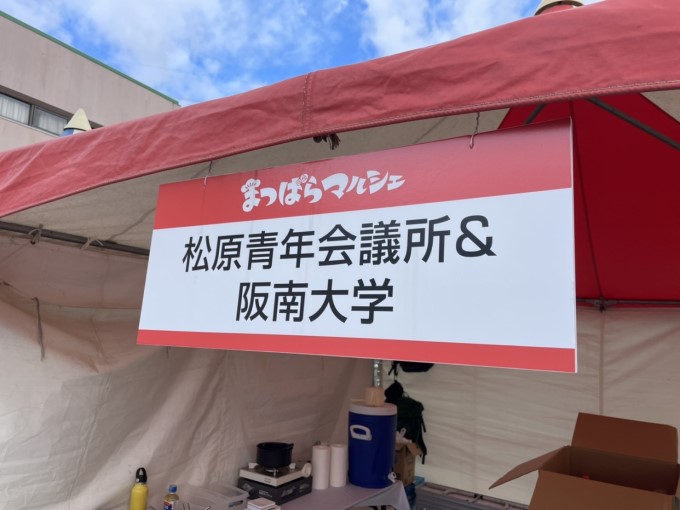 まつばらマルシェ
松原青年会議所&
阪南大学